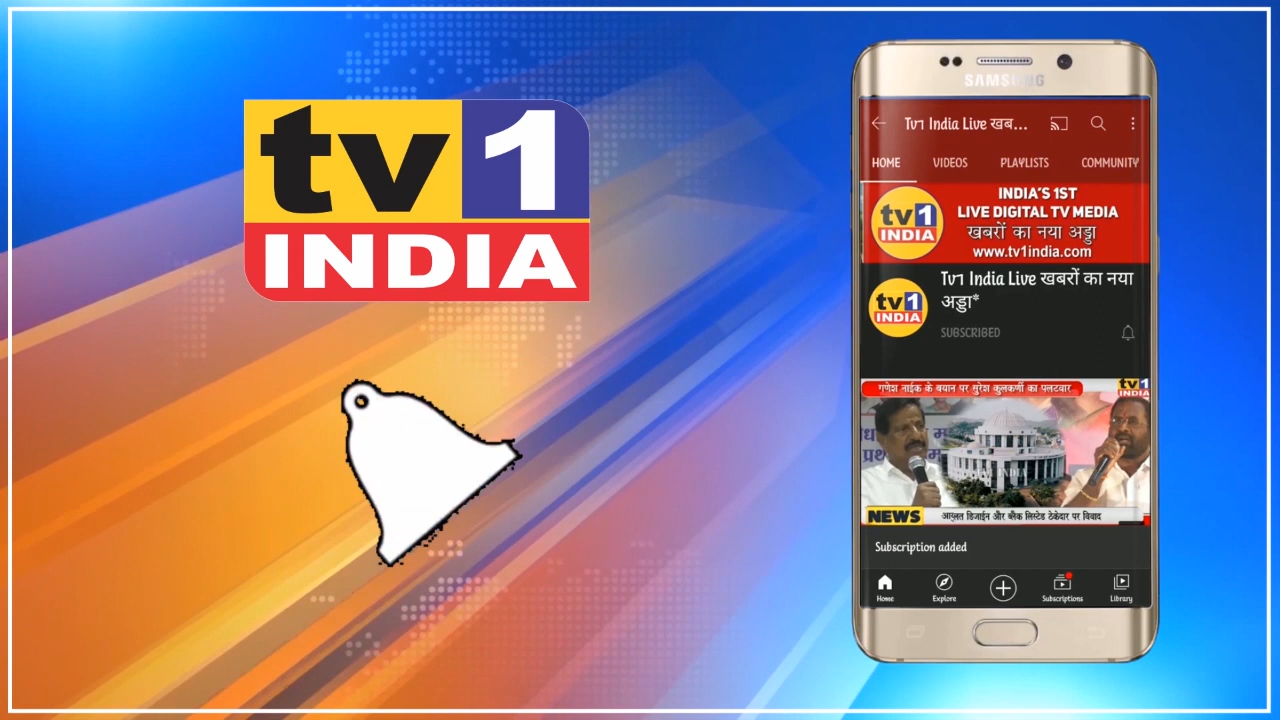 tv1
INDIA
SAMSUNG
Tv1 India Live खब...
HOME VIDEOS PLAYLISTS COMMUNITY
tv1
INDIA
INDIA'S 1ST
LIVE DIGITAL TV MEDIA
खबरों का नया अड्डा
www.tv1india.com
tv1
INDIA
Tv1 India Live खबरों का नया
अड्डा*
SUBSCRIBED
गणेश नाईक के बयान पर सुरेश कुलकर्णी का पलटवार
tv1
INDIA
NEWS
डिजाईन और ब्लैक लिस्टेड ठेकेदार पर विवाद
Subscription added
Home Explore Subscriptions Library